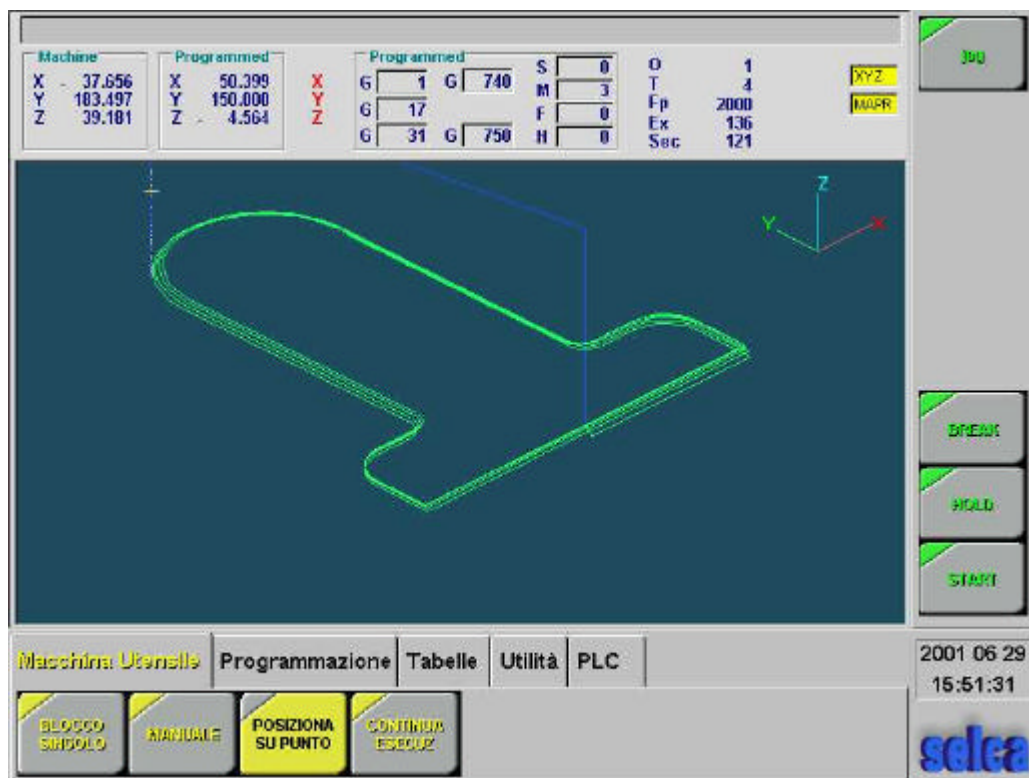 Machine
X - 37.656
Y 183.497
Z 39.181
Programmed
X 50.399
Y 150.000
Z - 4.564
X
Y
Z
Programmed
G 1 G 740
G 17
G 31 G 750
S 0
M 3
F 0
H 0
O 1
T 4
Fp 2000
Ex 136
Sec 121
XYZ
MAPR
JOG
Z
Y
X
BREAK
HOLD
START
Macchina Utensile
Programmazione
Tabelle
Utilità
PLC
2001 06 29
15:51:31
BLOCCO
SINGOLO
MANUALE
POSIZIONA
SU PUNTO
CONTINUA
ESECUZ
selca